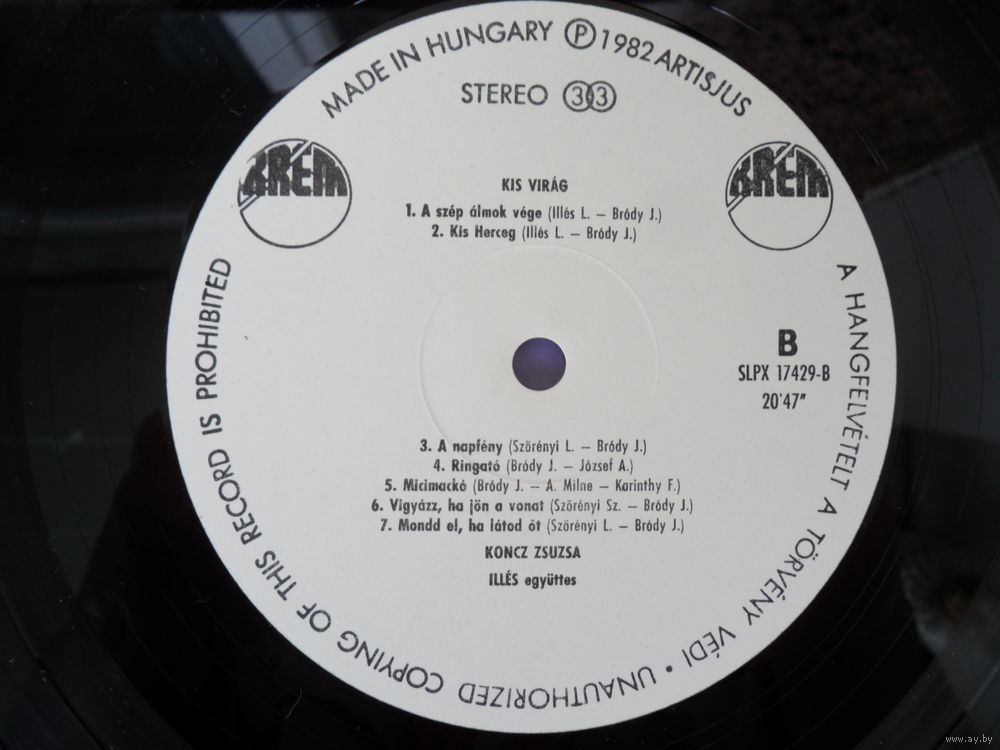 MADE IN HUNGARY Ⓟ 1982 ARTISJUS
STEREO 33
KRÉM
KRÉM
KIS VIRÁG
1. A szép álmok vége (Illés L. – Bródy J.)
2. Kis Herceg (Illés L. – Bródy J.)
B
SLPX 17429-B
20'47"
3. A napfény (Szörényi L. – Bródy J.)
4. Ringató (Bródy J. – József A.)
5. Micimackó (Bródy J. – A. Milne – Karinthy F.)
6. Vigyázz, ha jön a vonat (Szörényi Sz. – Bródy J.)
7. Mondd el, ha látod őt (Szörényi L. – Bródy J.)
KONCZ ZSUZSA
ILLÉS együttes
A HANGFELVÉTELT A TÖRVÉNY VÉDI • UNAUTHORIZED COPYING OF THIS RECORD IS PROHIBITED
www.ay.by